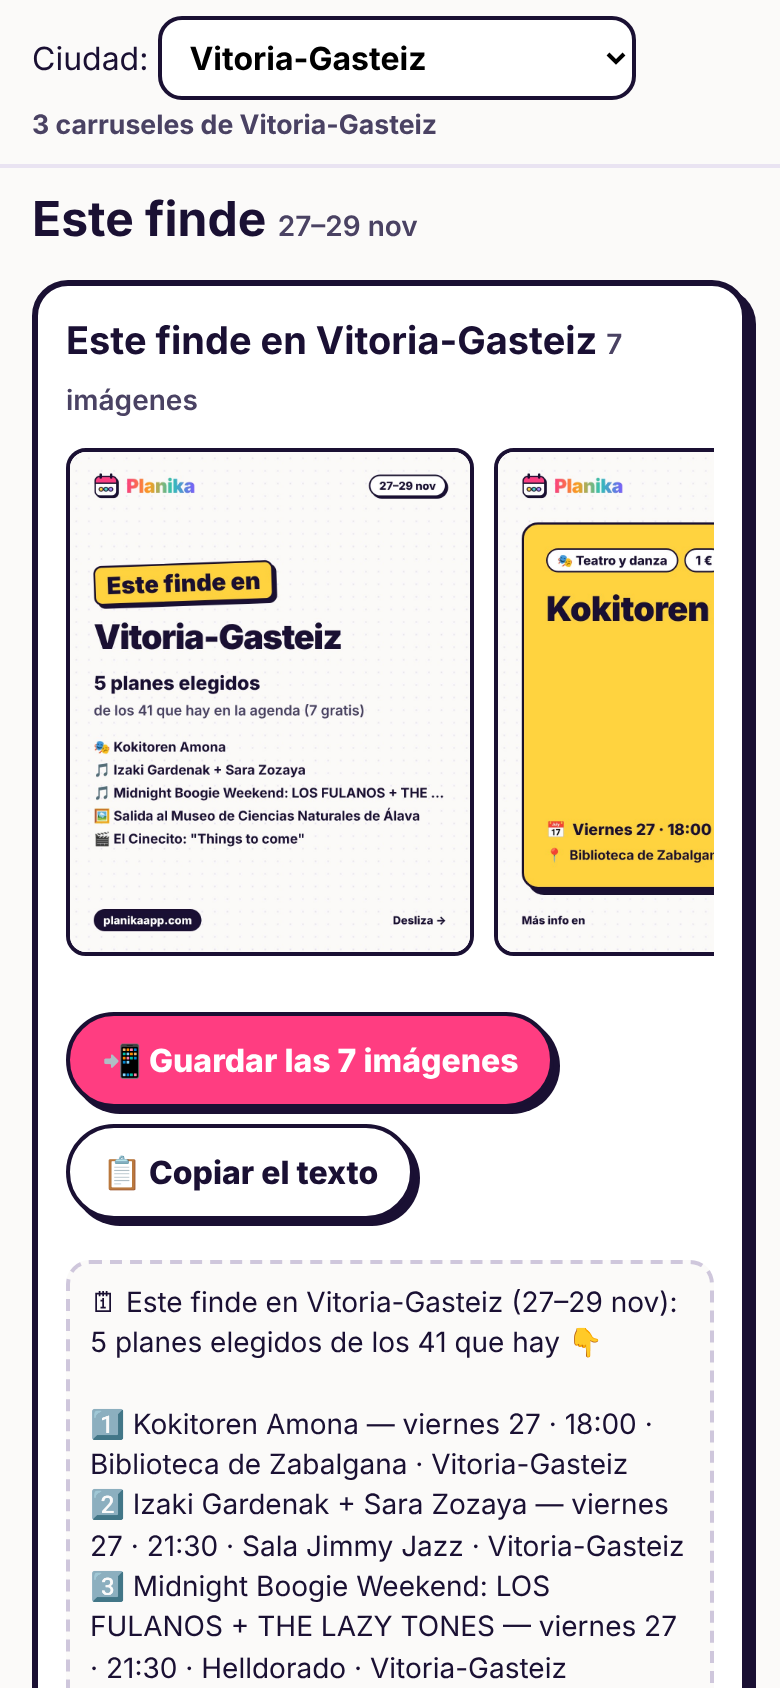 Ciudad: Vitoria-Gasteiz
3 carruseles de Vitoria-Gasteiz
Este finde 27–29 nov
Este finde en Vitoria-Gasteiz 7
imágenes
Planika
27–29 nov
Este finde en
Vitoria-Gasteiz
5 planes elegidos
de los 41 que hay en la agenda (7 gratis)
🎭 Kokitoren Amona
🎵 Izaki Gardenak + Sara Zozaya
🎵 Midnight Boogie Weekend: LOS FULANOS + THE ...
🖼️ Salida al Museo de Ciencias Naturales de Álava
🎬 El Cinecito: "Things to come"
planikaapp.com
Desliza →
Planika
🎭 Teatro y danza
1 €
Kokitoren
📅 Viernes 27 · 18:00
📍 Biblioteca de Zabalgan
Más info en
📲 Guardar las 7 imágenes
📋 Copiar el texto
🗓 Este finde en Vitoria-Gasteiz (27–29 nov):
5 planes elegidos de los 41 que hay 👇
1️⃣ Kokitoren Amona — viernes 27 · 18:00 ·
Biblioteca de Zabalgana · Vitoria-Gasteiz
2️⃣ Izaki Gardenak + Sara Zozaya — viernes
27 · 21:30 · Sala Jimmy Jazz · Vitoria-Gasteiz
3️⃣ Midnight Boogie Weekend: LOS
FULANOS + THE LAZY TONES — viernes 27
· 21:30 · Helldorado · Vitoria-Gasteiz